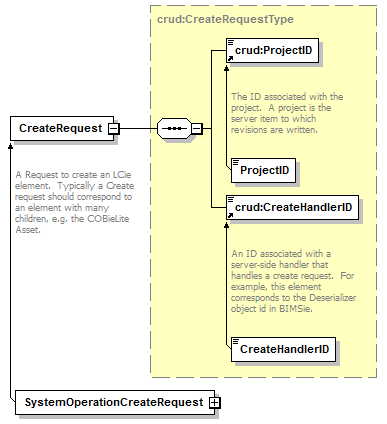 crud:CreateRequestType
crud:ProjectID
The ID associated with the
project.  A project is the
server item to which
revisions are written.
CreateRequest
ProjectID
A Request to create an LCie
element.  Typically a Create
request should correspond to
an element with many
children, e.g. the COBieLite
Asset.
crud:CreateHandlerID
An ID associated with a
server-side handler that
handles a create request.  For
example, this element
corresponds to the Deserializer
object id in BIMSie.
CreateHandlerID
SystemOperationCreateRequest